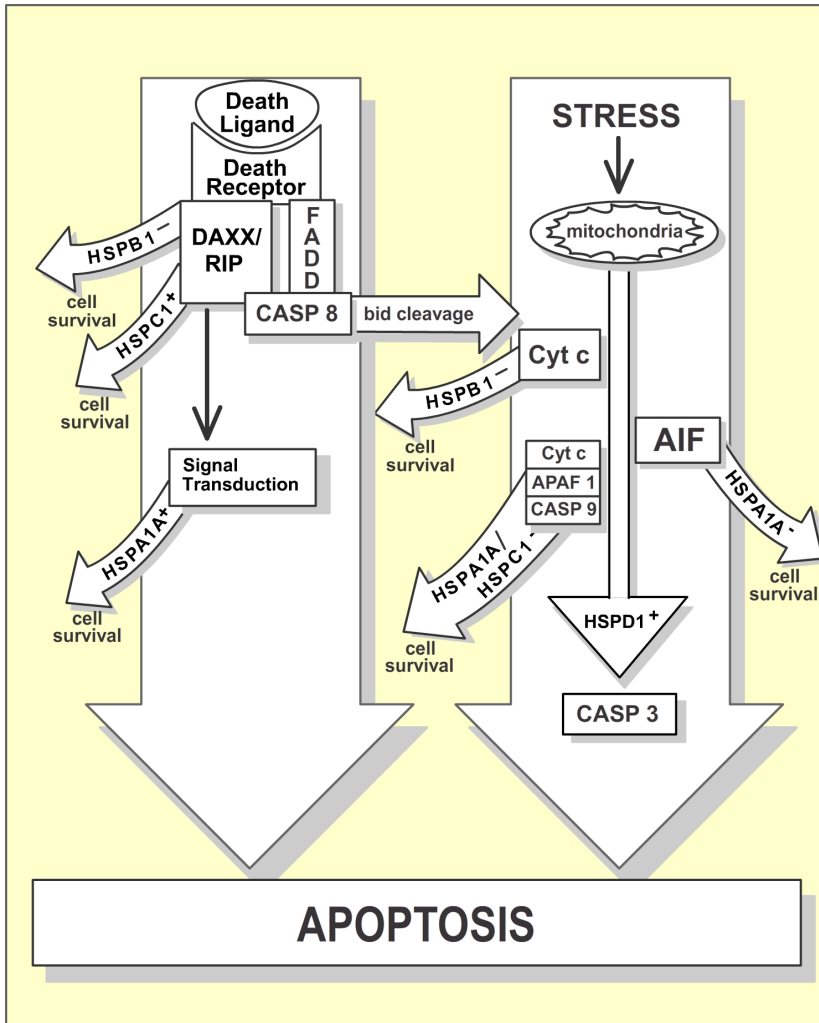 Death
Ligand
Death
Receptor
DAXX/
RIP
F
A
D
D
CASP 8
bid cleavage
HSPB1−
cell
survival
HSPC1+
cell
survival
Signal
Transduction
HSPA1A+
cell
survival
STRESS
mitochondria
Cyt c
HSPB1−
cell
survival
Cyt c
APAF 1
CASP 9
HSPA1A/
HSPC1-
cell
survival
AIF
HSPA1A-
cell
survival
HSPD1+
CASP 3
APOPTOSIS